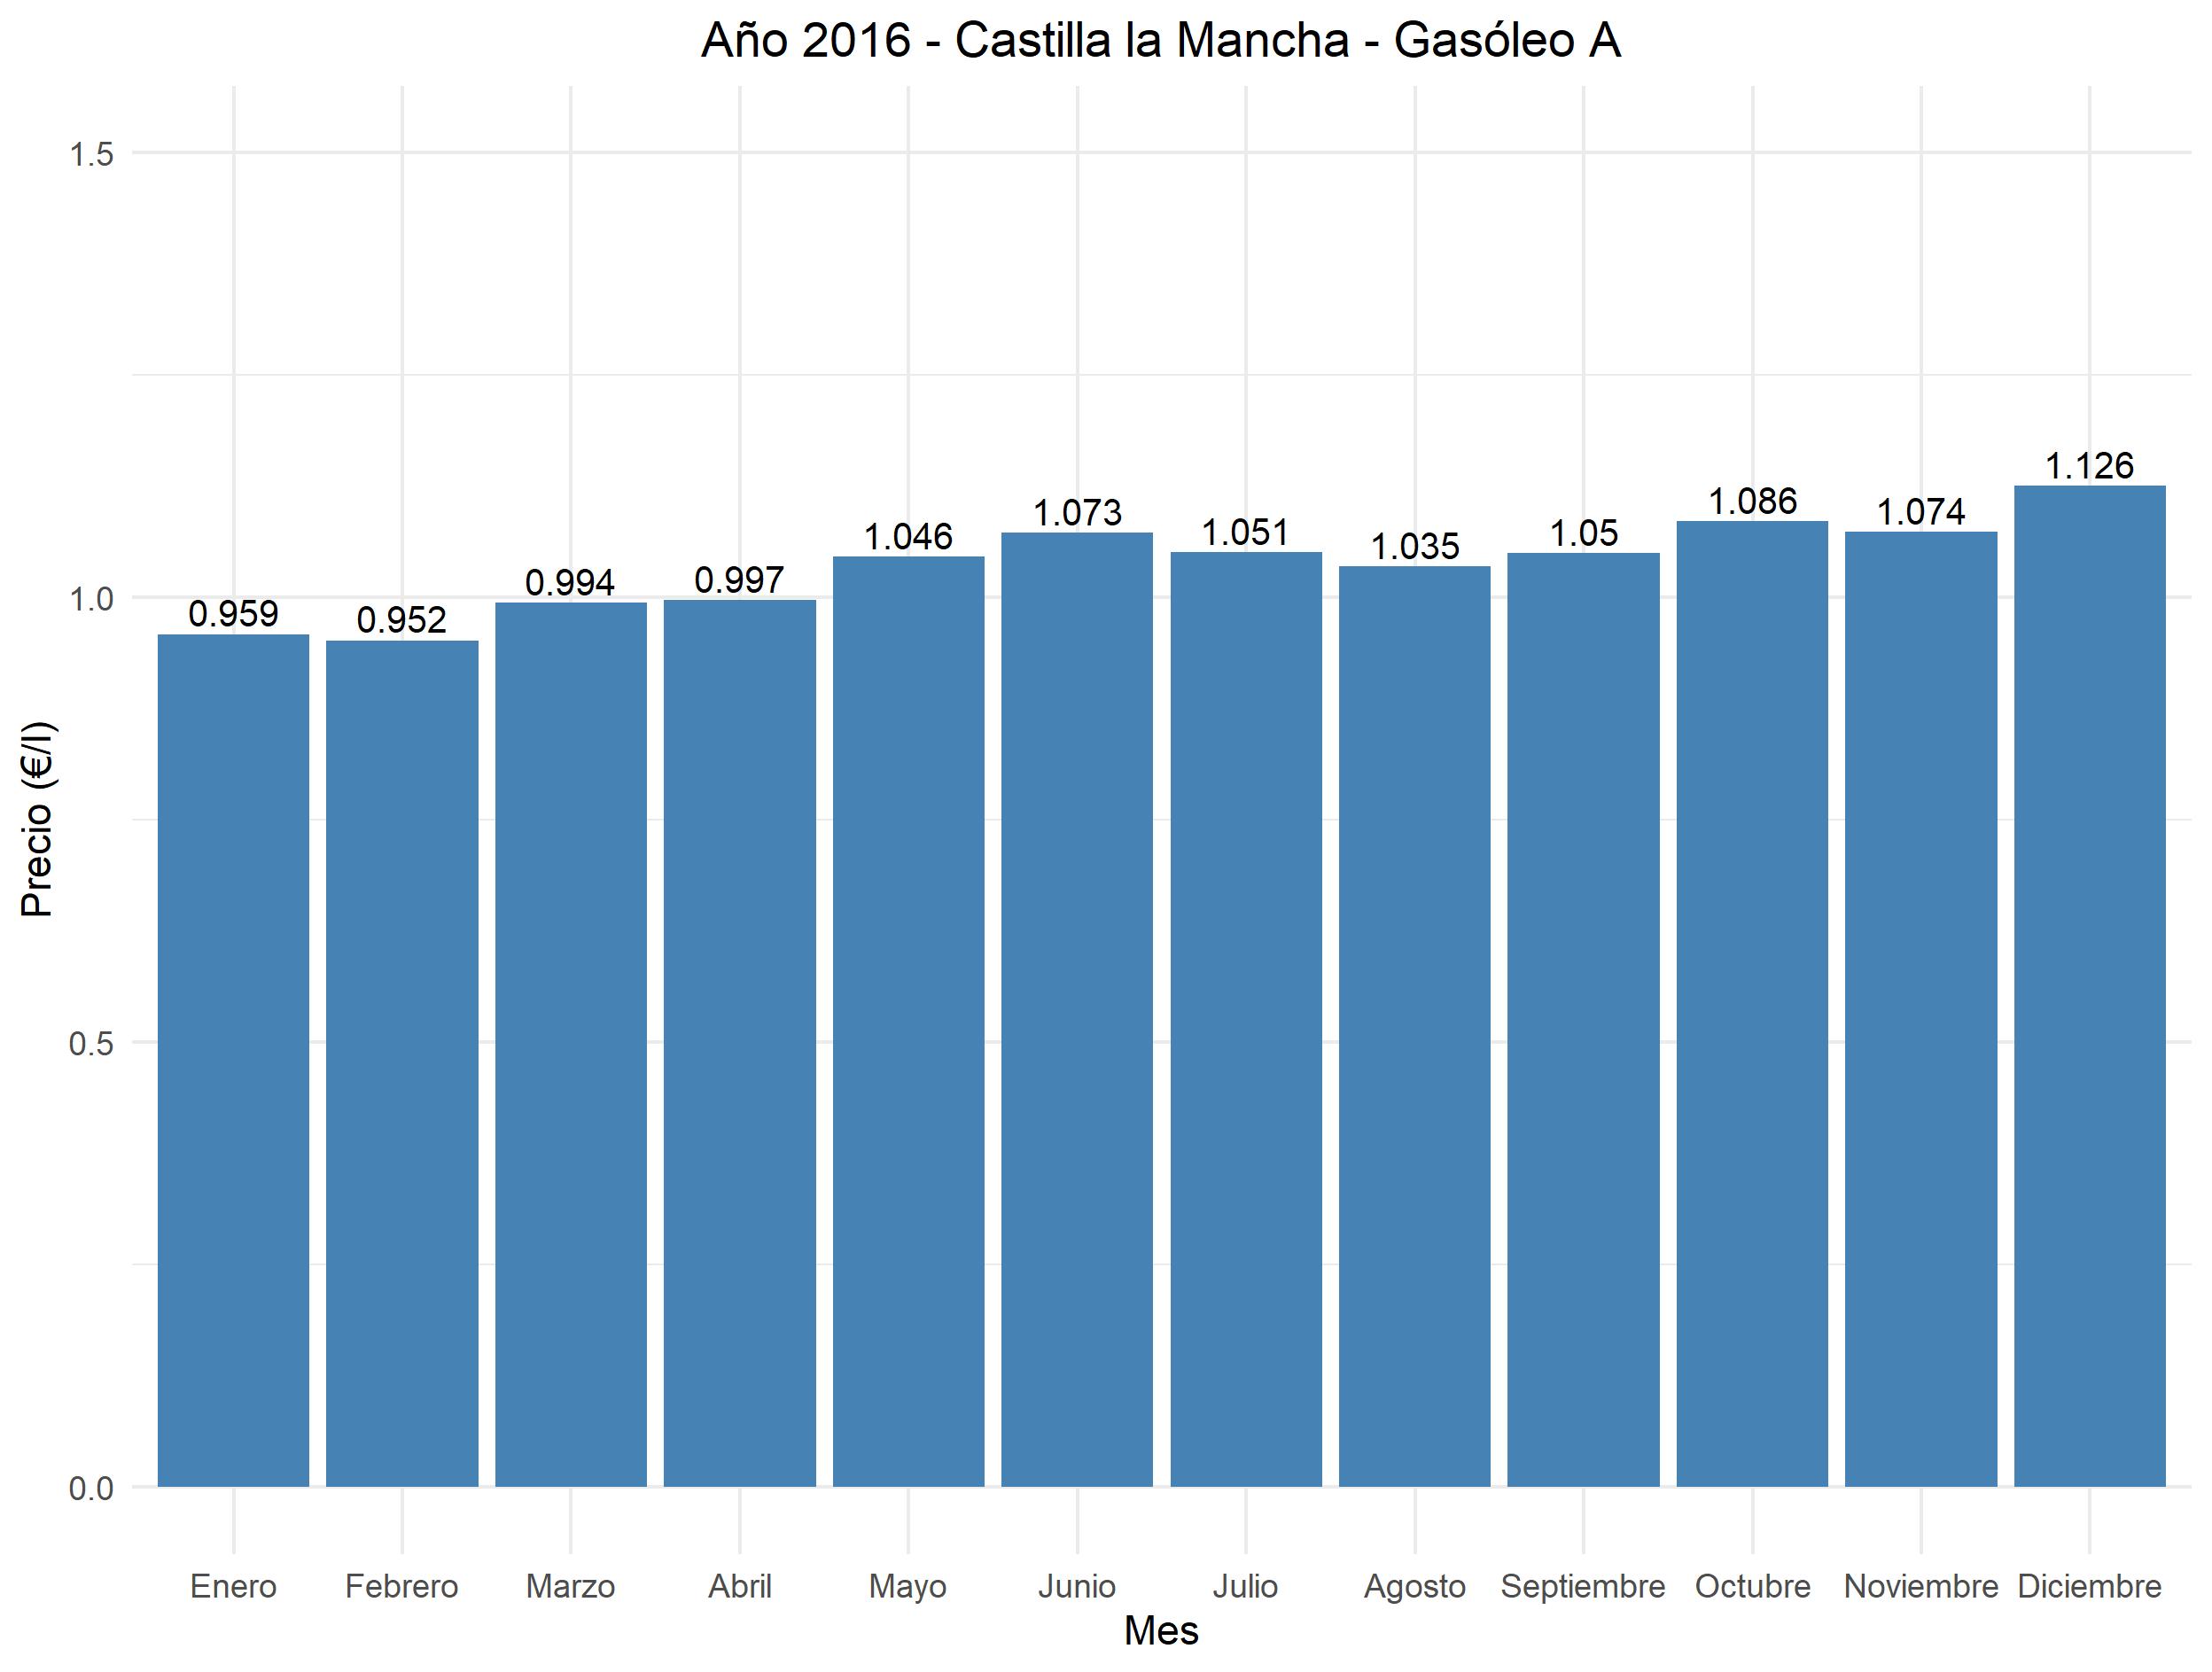 Año 2016 - Castilla la Mancha - Gasóleo A
1.5
1.0
0.5
0.0
Precio (€/l)
0.959
0.952
0.994
0.997
1.046
1.073
1.051
1.035
1.05
1.086
1.074
1.126
Enero
Febrero
Marzo
Abril
Mayo
Junio
Julio
Agosto
Septiembre
Octubre
Noviembre
Diciembre
Mes